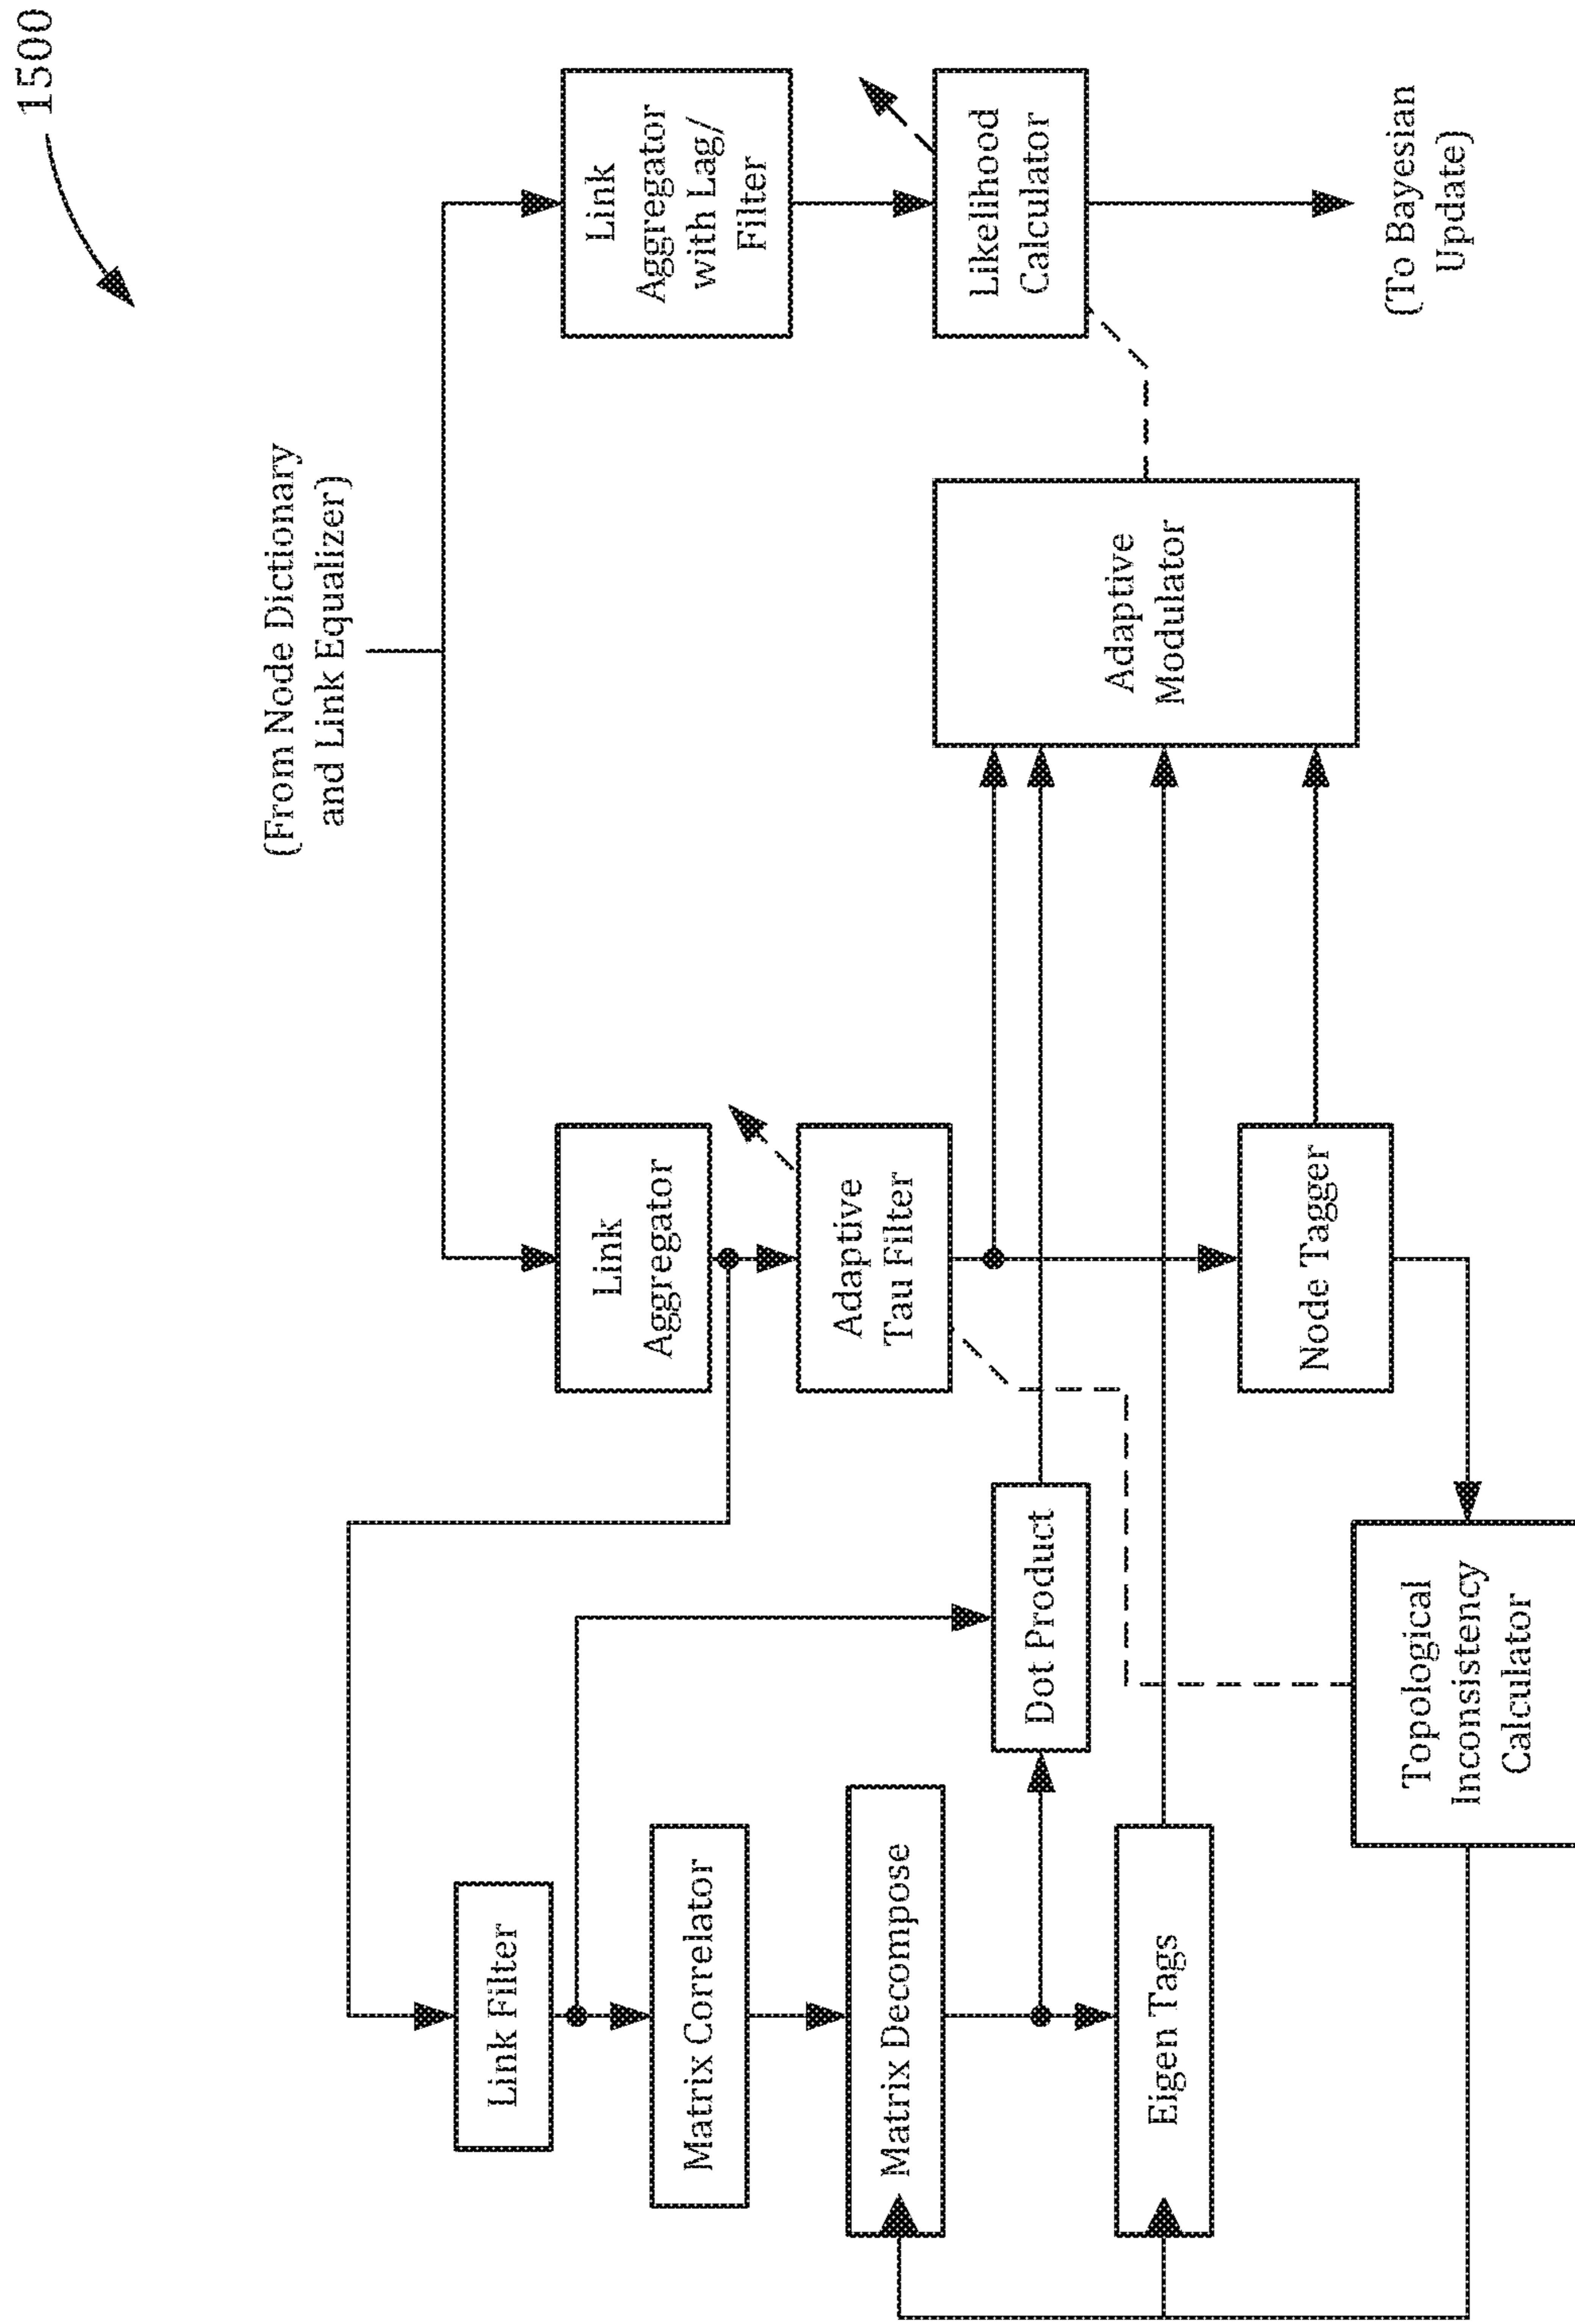 1500
(From Node Dictionary
and Link Equalizer)
Link Filter
Matrix Correlator
Matrix Decompose
Eigen Tags
Dot Product
Topological
Inconsistency
Calculator
Link
Aggregator
Adaptive
Tau Filter
Node Tagger
Adaptive
Modulator
Link
Aggregator
with Lag/
Filter
Likelihood
Calculator
(To Bayesian
Update)